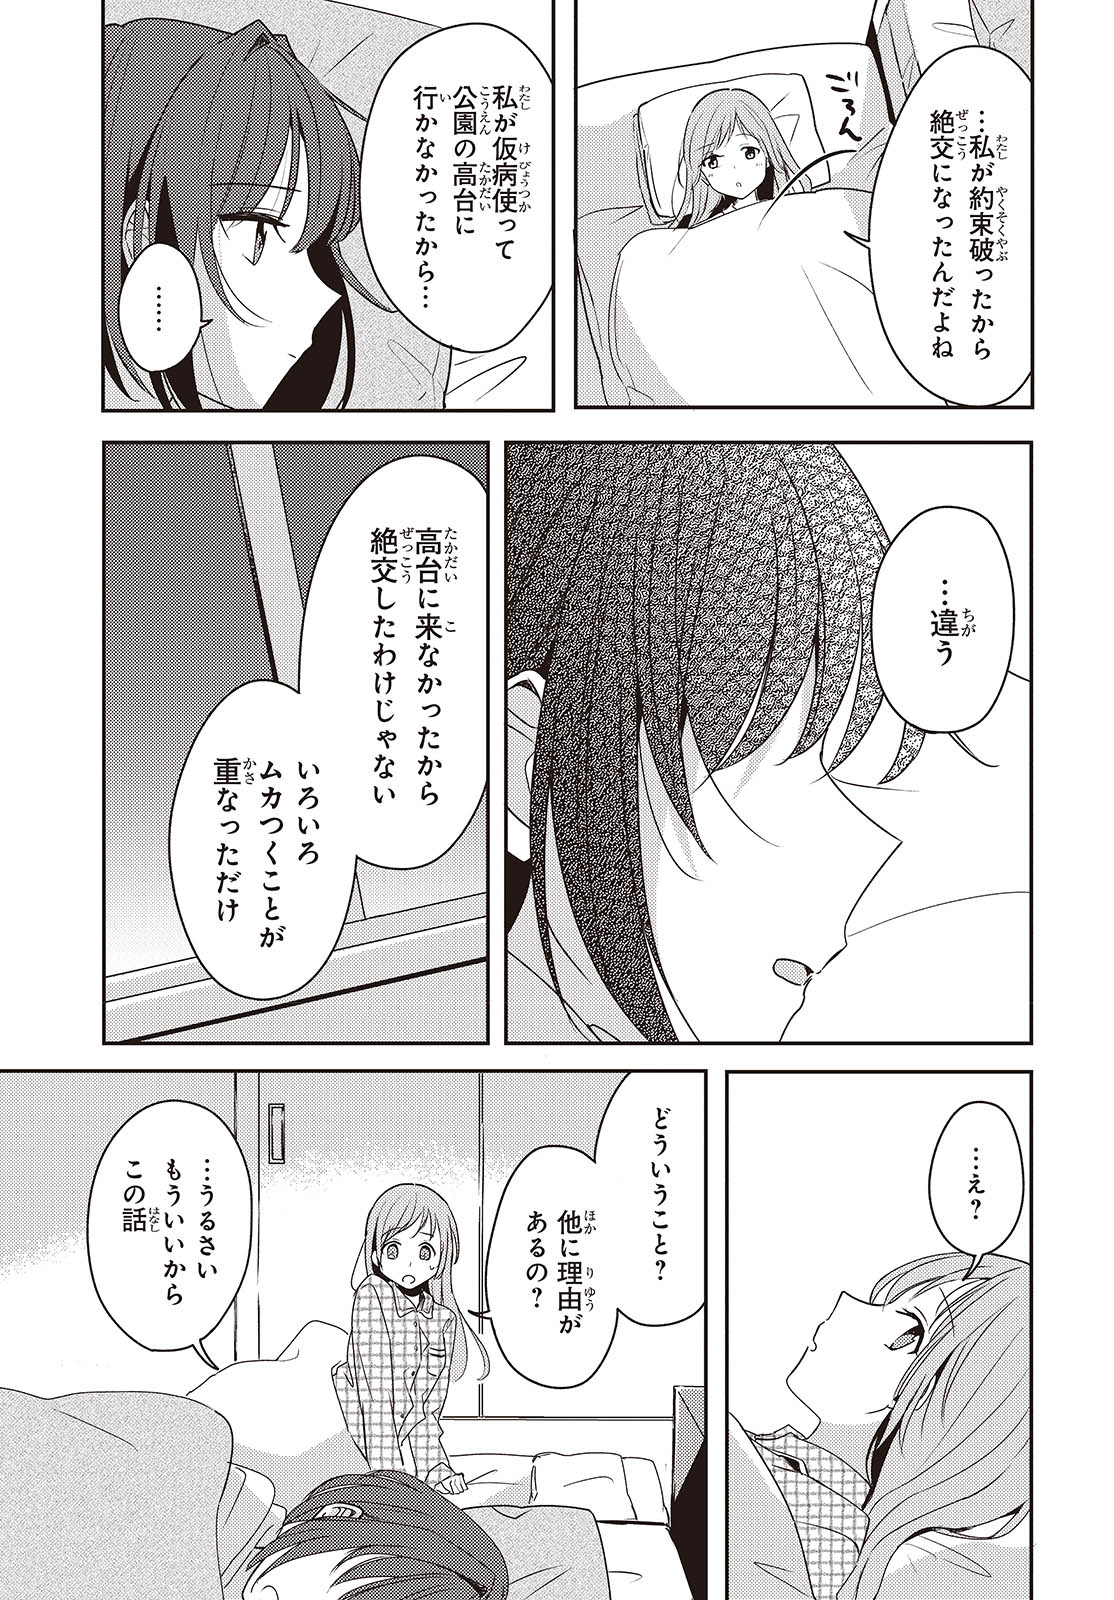 …私が約束破ったから
絶交になったんだよね
ごろん
私が仮病使って
公園の高台に
行かなかったから…
……
…違う
高台に来なかったから
絶交したわけじゃない
いろいろ
ムカつくことが
重なっただけ
…え？
どういうこと？
他に理由が
あるの？
…うるさい
もういいから
この話